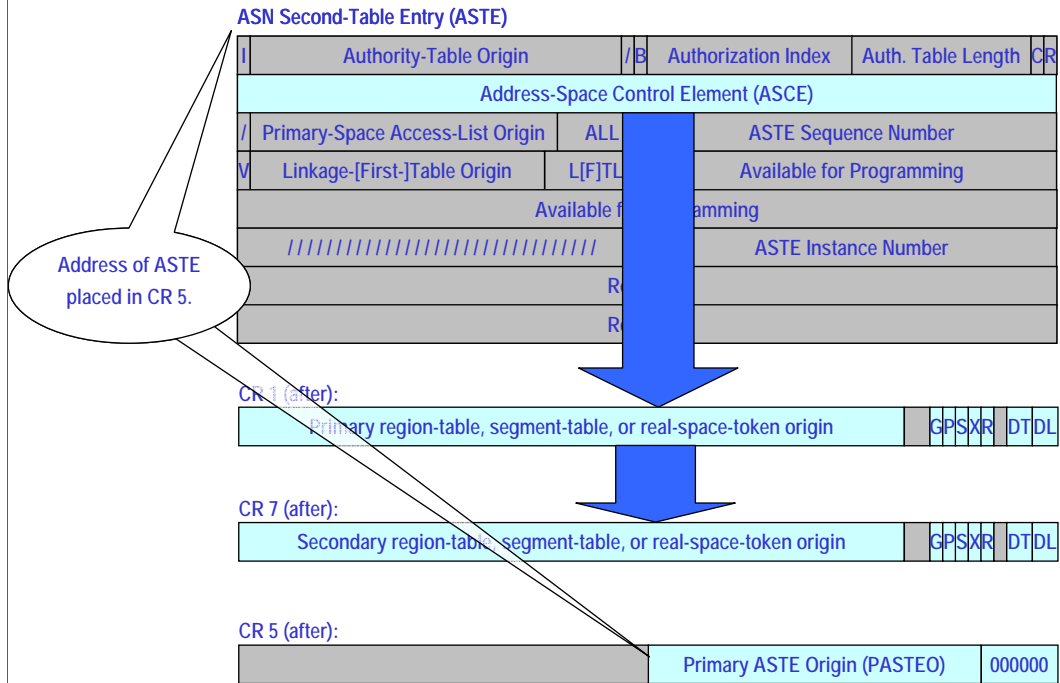 ASN Second-Table Entry (ASTE)
I Authority-Table Origin / B Authorization Index Auth. Table Length C R
Address-Space Control Element (ASCE)
/ Primary-Space Access-List Origin ALL ASTE Sequence Number
V Linkage-[First-]Table Origin L[F]TL Available for Programming
Available f amming
//////////////////////////////// ASTE Instance Number
R
R
Address of ASTE
placed in CR 5.
CR 1 (after):
Primary region-table, segment-table, or real-space-token origin G P S X R DT DL
CR 7 (after):
Secondary region-table, segment-table, or real-space-token origin G P S X R DT DL
CR 5 (after):
Primary ASTE Origin (PASTEO) 000000